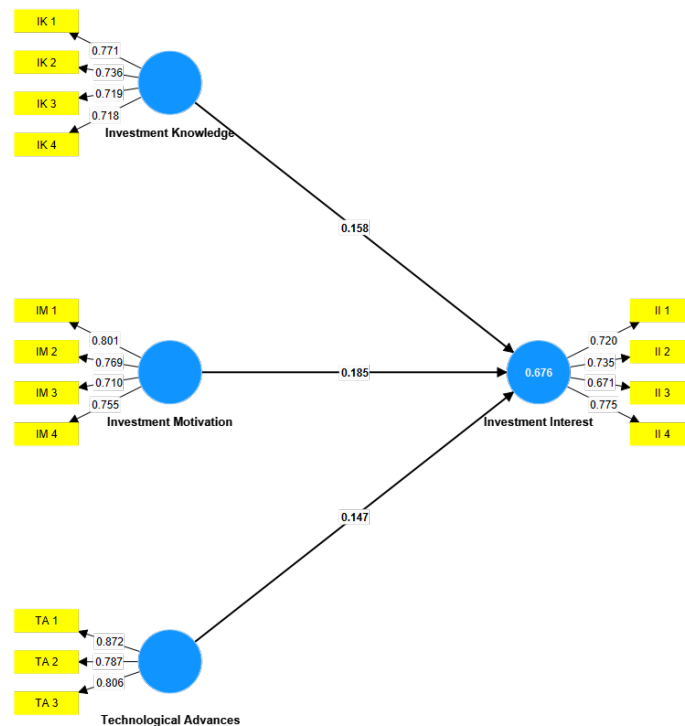 IK 1
0.771
IK 2
0.736
IK 3
0.719
0.718
IK 4
Investment Knowledge
0.158
IM 1
0.801
IM 2
0.769
IM 3
0.710
0.755
IM 4
Investment Motivation
0.185
0.676
Investment Interest
II 1
0.720
0.735
II 2
0.671
II 3
0.775
II 4
0.147
TA 1
0.872
TA 2
0.787
0.806
TA 3
Technological Advances